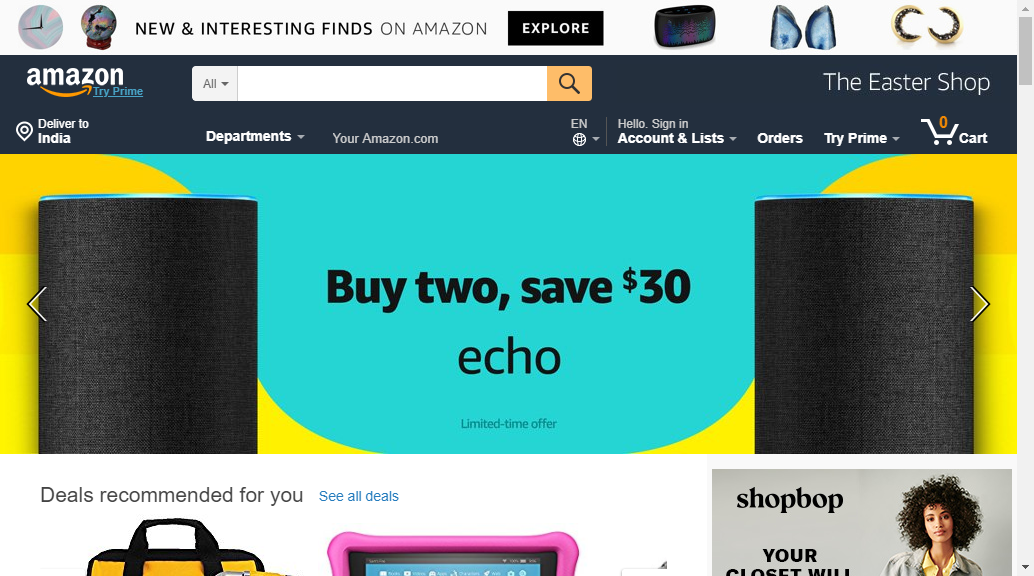 NEW & INTERESTING FINDS ON AMAZON EXPLORE
amazon
Try Prime
All
The Easter Shop
Deliver to
India
Departments
Your Amazon.com
EN
Hello. Sign in
Account & Lists
Orders
Try Prime
0
Cart
Buy two, save $30
echo
Limited-time offer
Deals recommended for you See all deals
shopbop
YOUR
CLOSET WILL